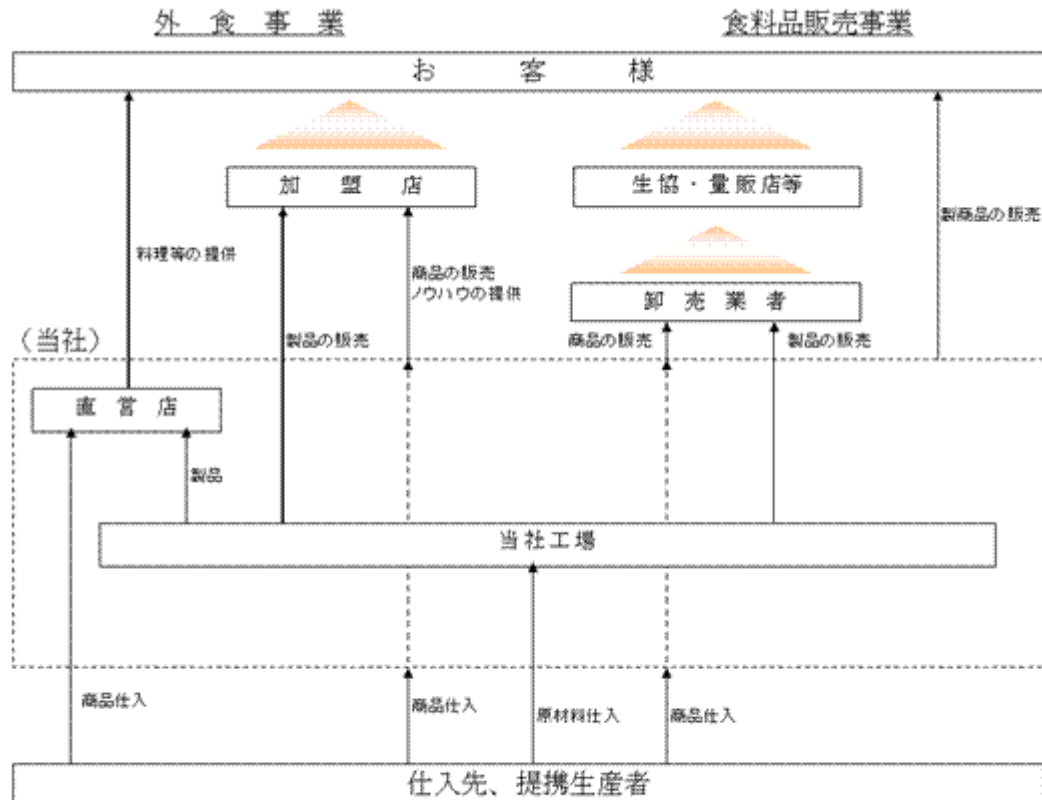 外食事業
食料品販売事業
お客様
加盟店
生協・量販店等
製商品の販売
料理等の提供
商品の販売
ノウハウの提供
卸売業者
製品の販売
商品の販売
製品の販売
（当社）
直営店
製品
当社工場
商品仕入
商品仕入
原材料仕入
商品仕入
仕入先、提携生産者